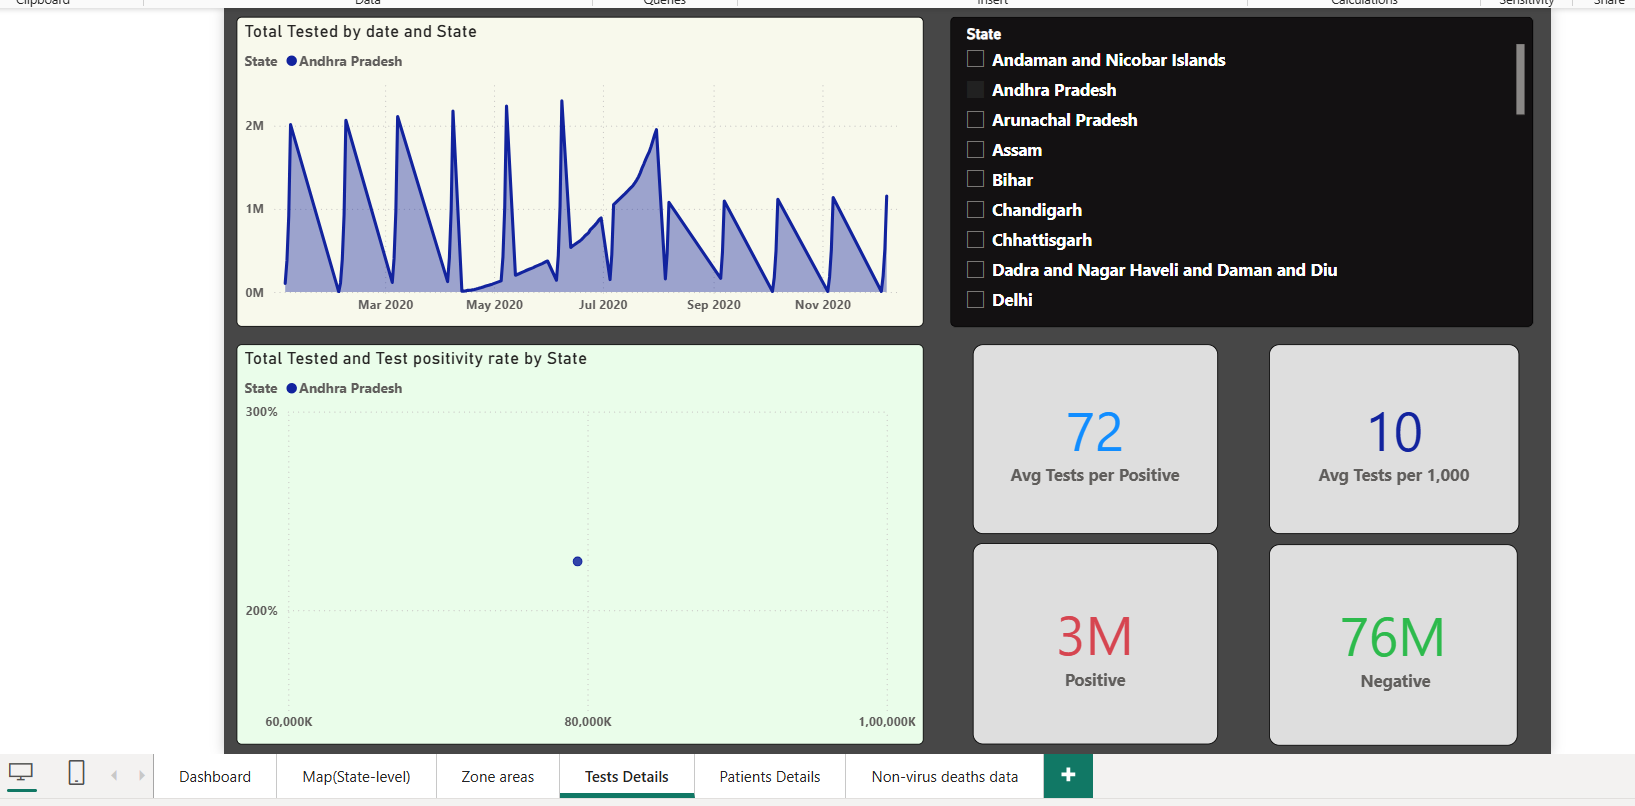 Clipboard Data Queries Insert Calculations Sensitivity Share
Total Tested by date and State
State Andhra Pradesh
2M
1M
0M
Mar 2020 May 2020 Jul 2020 Sep 2020 Nov 2020
State
Andaman and Nicobar Islands
Andhra Pradesh
Arunachal Pradesh
Assam
Bihar
Chandigarh
Chhattisgarh
Dadra and Nagar Haveli and Daman and Diu
Delhi
Total Tested and Test positivity rate by State
State Andhra Pradesh
300%
200%
60,000K 80,000K 1,00,000K
72
Avg Tests per Positive
10
Avg Tests per 1,000
3M
Positive
76M
Negative
Dashboard Map(State-level) Zone areas Tests Details Patients Details Non-virus deaths data +